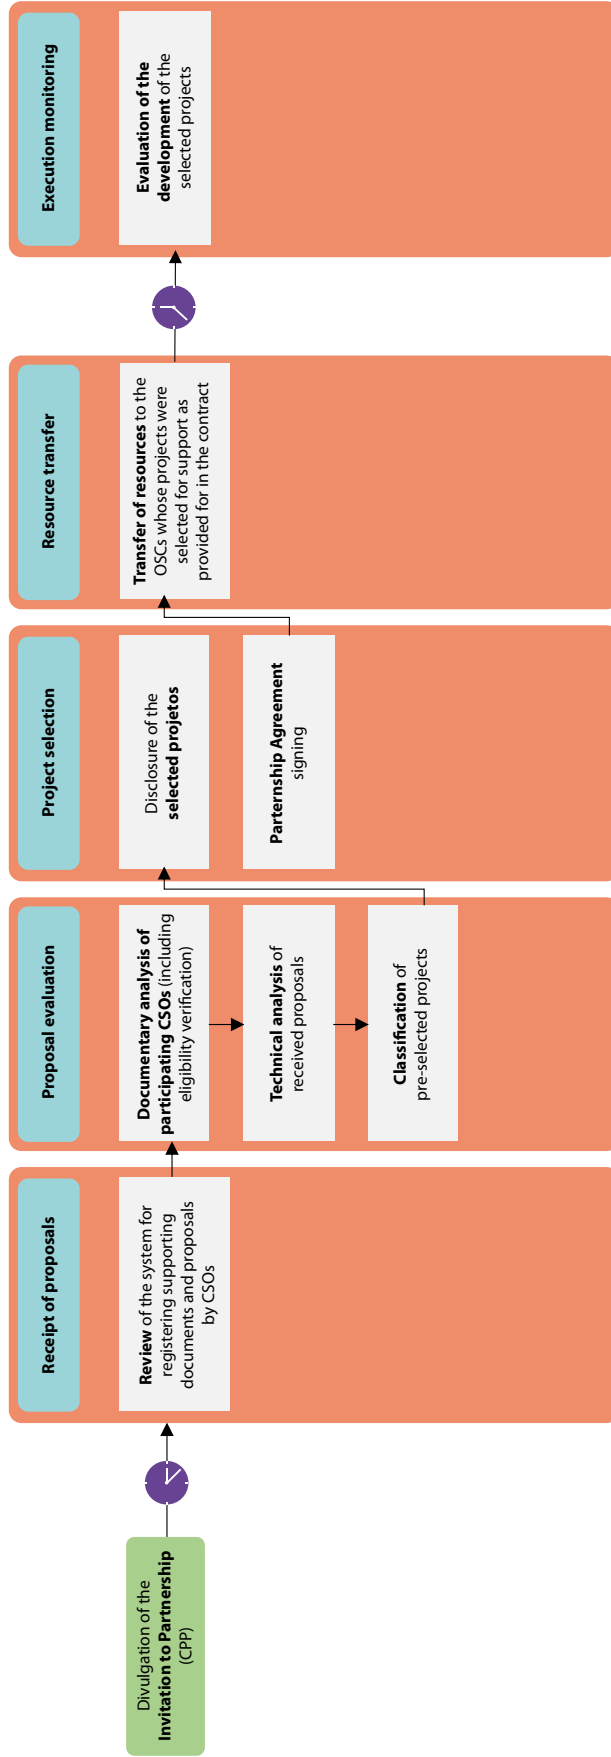 Divulgation of the
Invitation to Partnership
(CPP)
Receipt of proposals
Review of the system for
registering supporting
documents and proposals
by CSOs
Proposal evaluation
Documentary analysis of
participating CSOs (including
eligibility verification)
Technical analysis of
received proposals
Classification of
pre-selected projects
Project selection
Disclosure of the
selected projetos
Parternship Agreement
signing
Resource transfer
Transfer of resources to the
OSCs whose projects were
selected for support as
provided for in the contract
Execution monitoring
Evaluation of the
development of the
selected projects